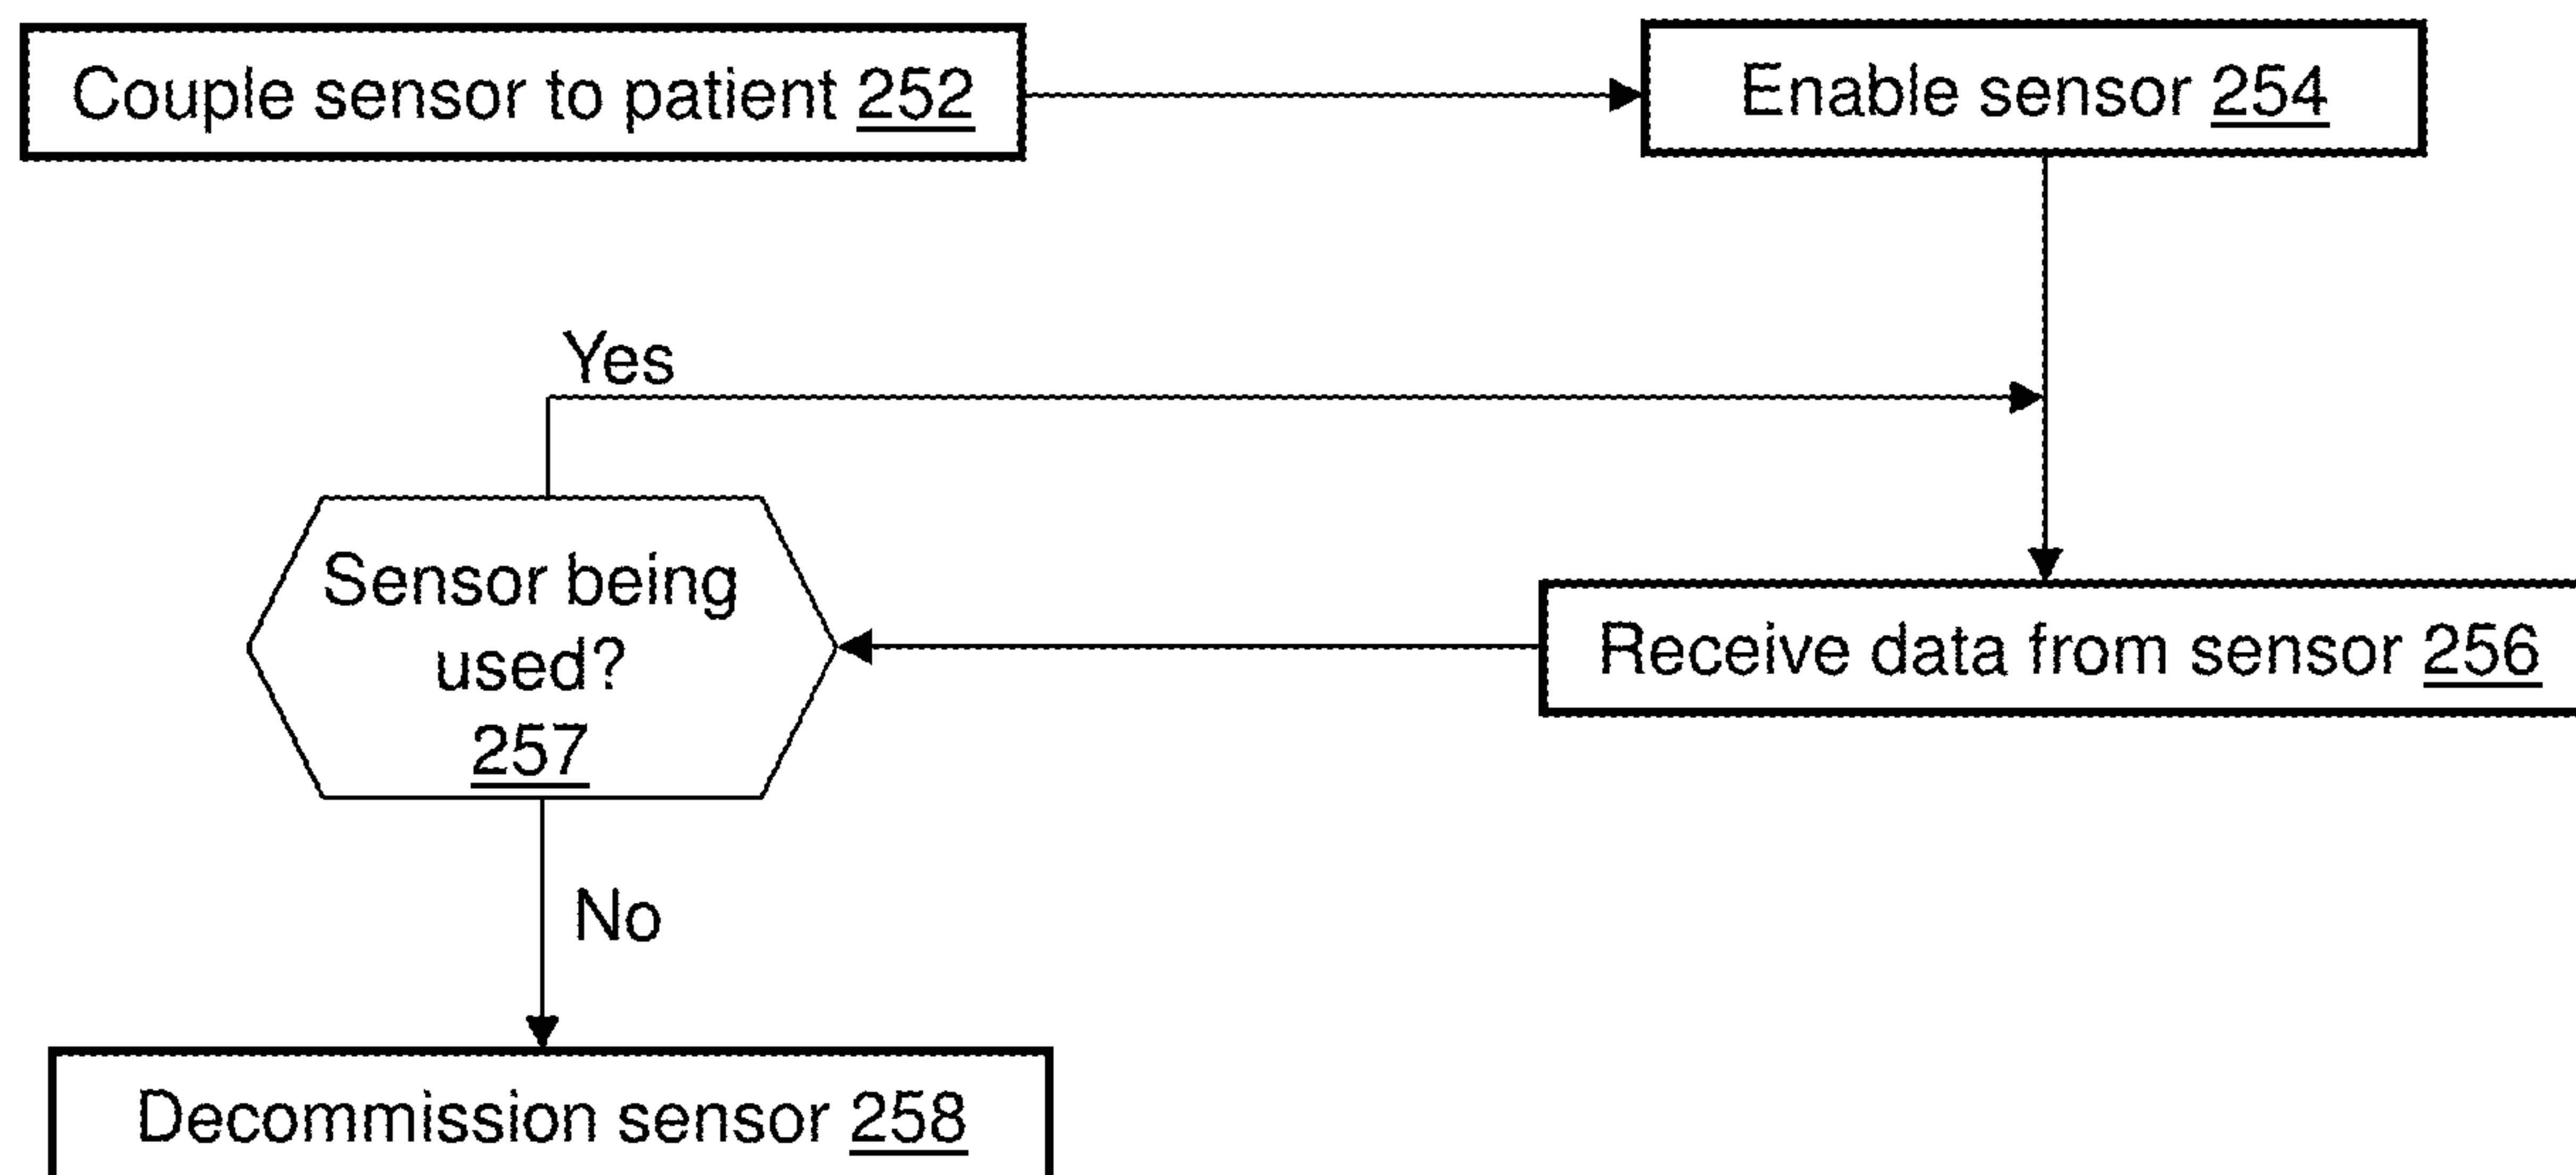 Couple sensor to patient 252
Enable sensor 254
Yes
Sensor being
used?
257
Receive data from sensor 256
No
Decommission sensor 258